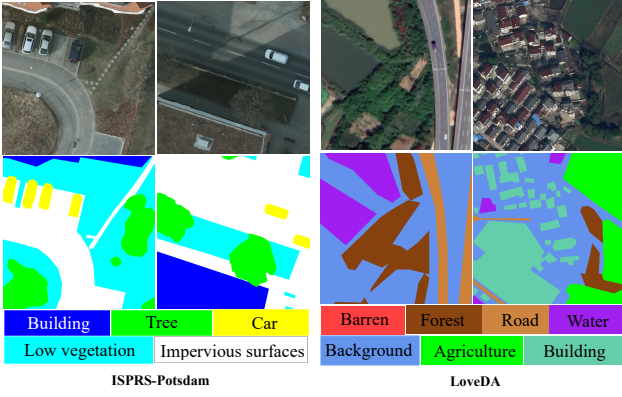 Building Tree Car
Low vegetation Impervious surfaces
ISPRS-Potsdam
Barren Forest Road Water
Background Agriculture Building
LoveDA